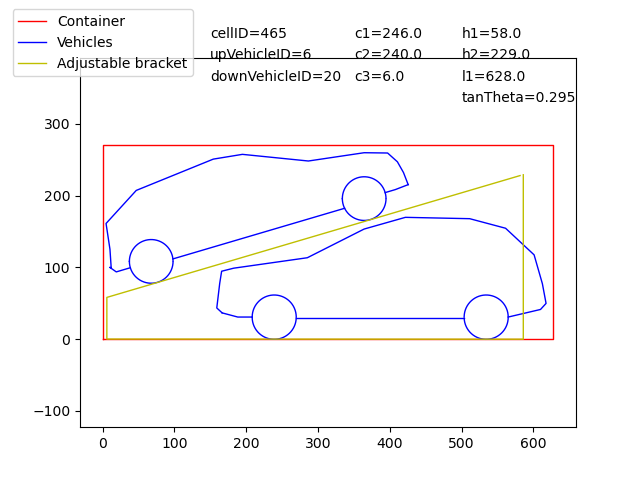 Container
Vehicles
Adjustable bracket
cellID=465 c1=246.0 h1=58.0
upVehicleID=6 c2=240.0 h2=229.0
downVehicleID=20 c3=6.0 l1=628.0
tanTheta=0.295
300
200
100
0
−100
0 100 200 300 400 500 600